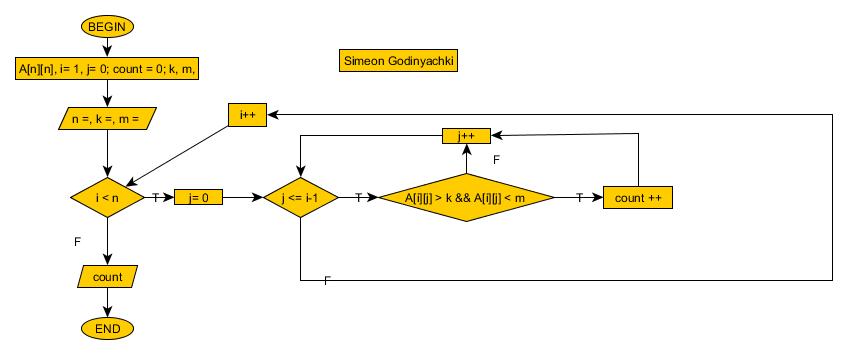 BEGIN
A[n][n], i= 1, j= 0; count = 0; k, m,
Simeon Godinyachki
n =, k =, m =
i++
j++
F
i < n
T
j= 0
j <= i-1
T
A[i][j] > k && A[i][j] < m
T
count ++
F
count
F
END